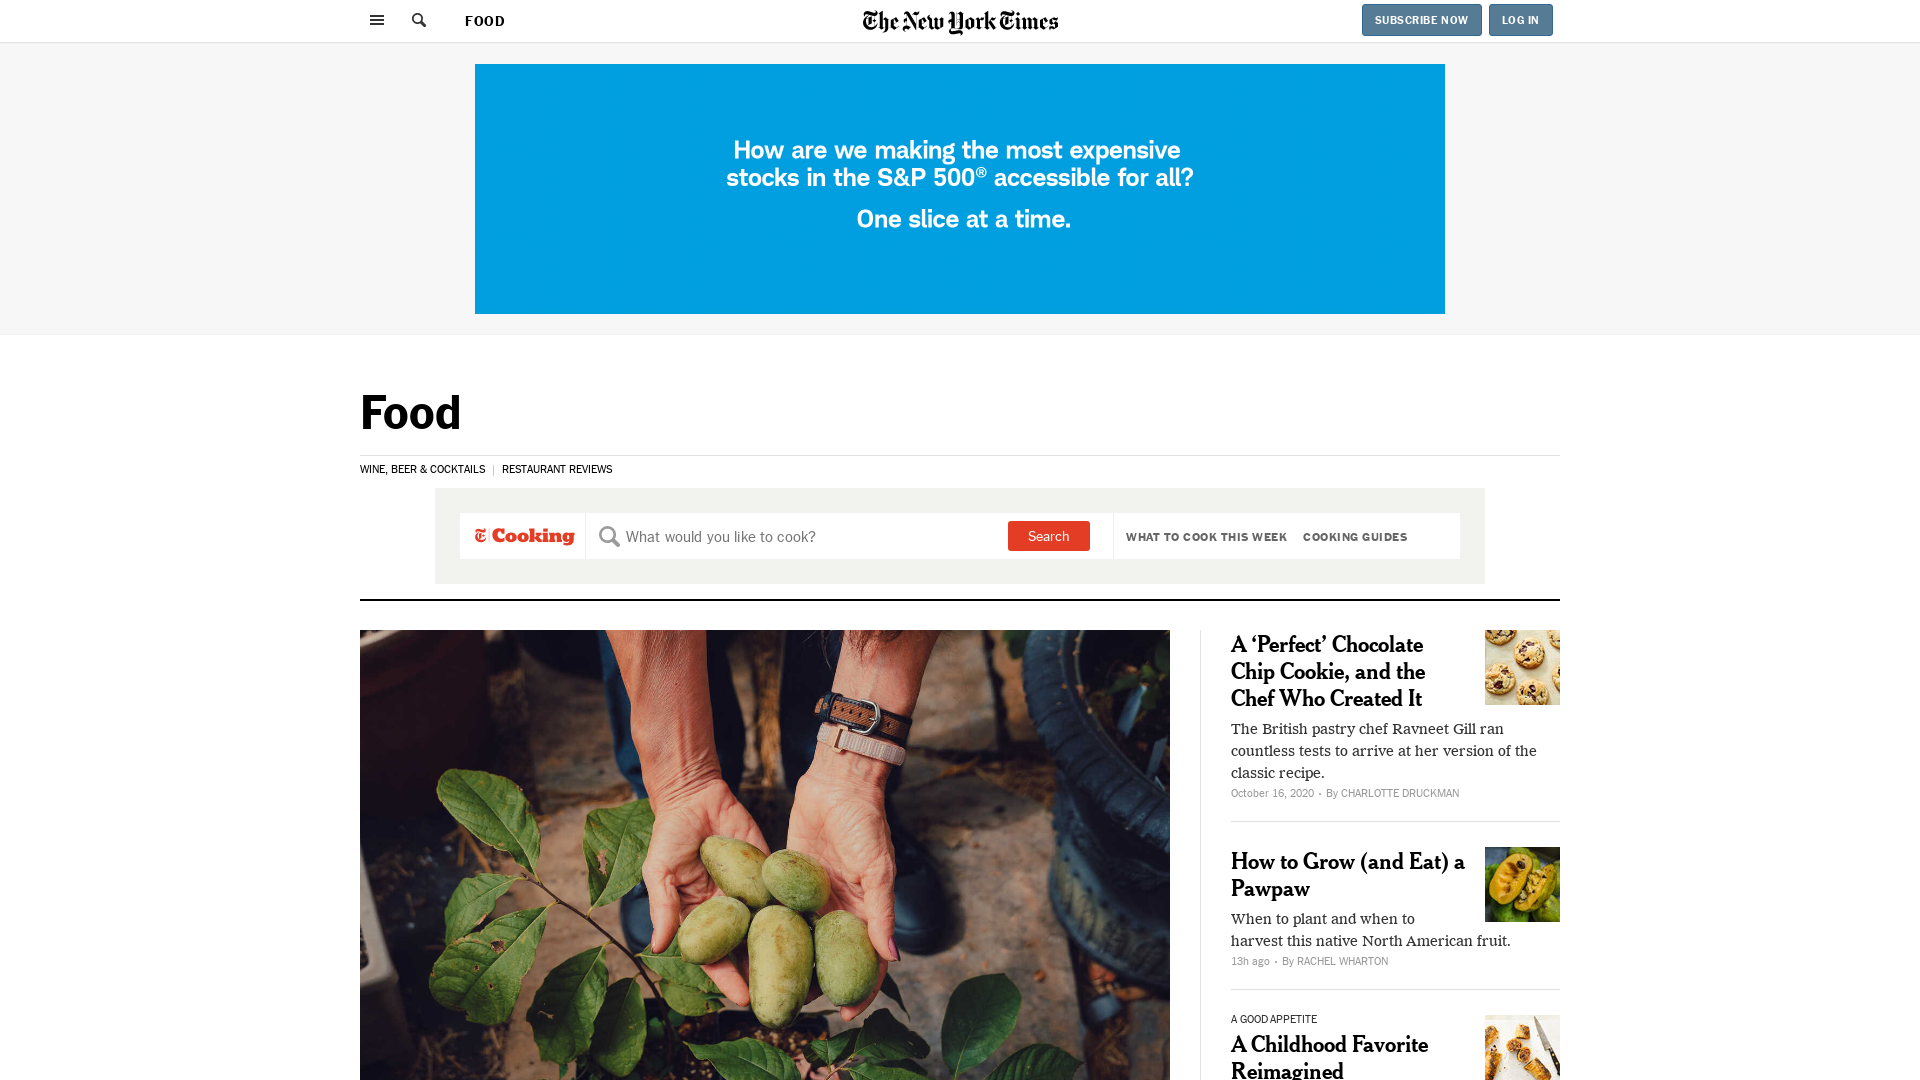 FOOD
The New York Times
SUBSCRIBE NOW
LOG IN
How are we making the most expensive
stocks in the S&P 500® accessible for all?
One slice at a time.
Food
WINE, BEER & COCKTAILS | RESTAURANT REVIEWS
Cooking
What would you like to cook?
Search
WHAT TO COOK THIS WEEK
COOKING GUIDES
A ‘Perfect’ Chocolate
Chip Cookie, and the
Chef Who Created It
The British pastry chef Ravneet Gill ran
countless tests to arrive at her version of the
classic recipe.
October 16, 2020 • By CHARLOTTE DRUCKMAN
How to Grow (and Eat) a
Pawpaw
When to plant and when to
harvest this native North American fruit.
13h ago • By RACHEL WHARTON
A GOOD APPETITE
A Childhood Favorite
Reimagined